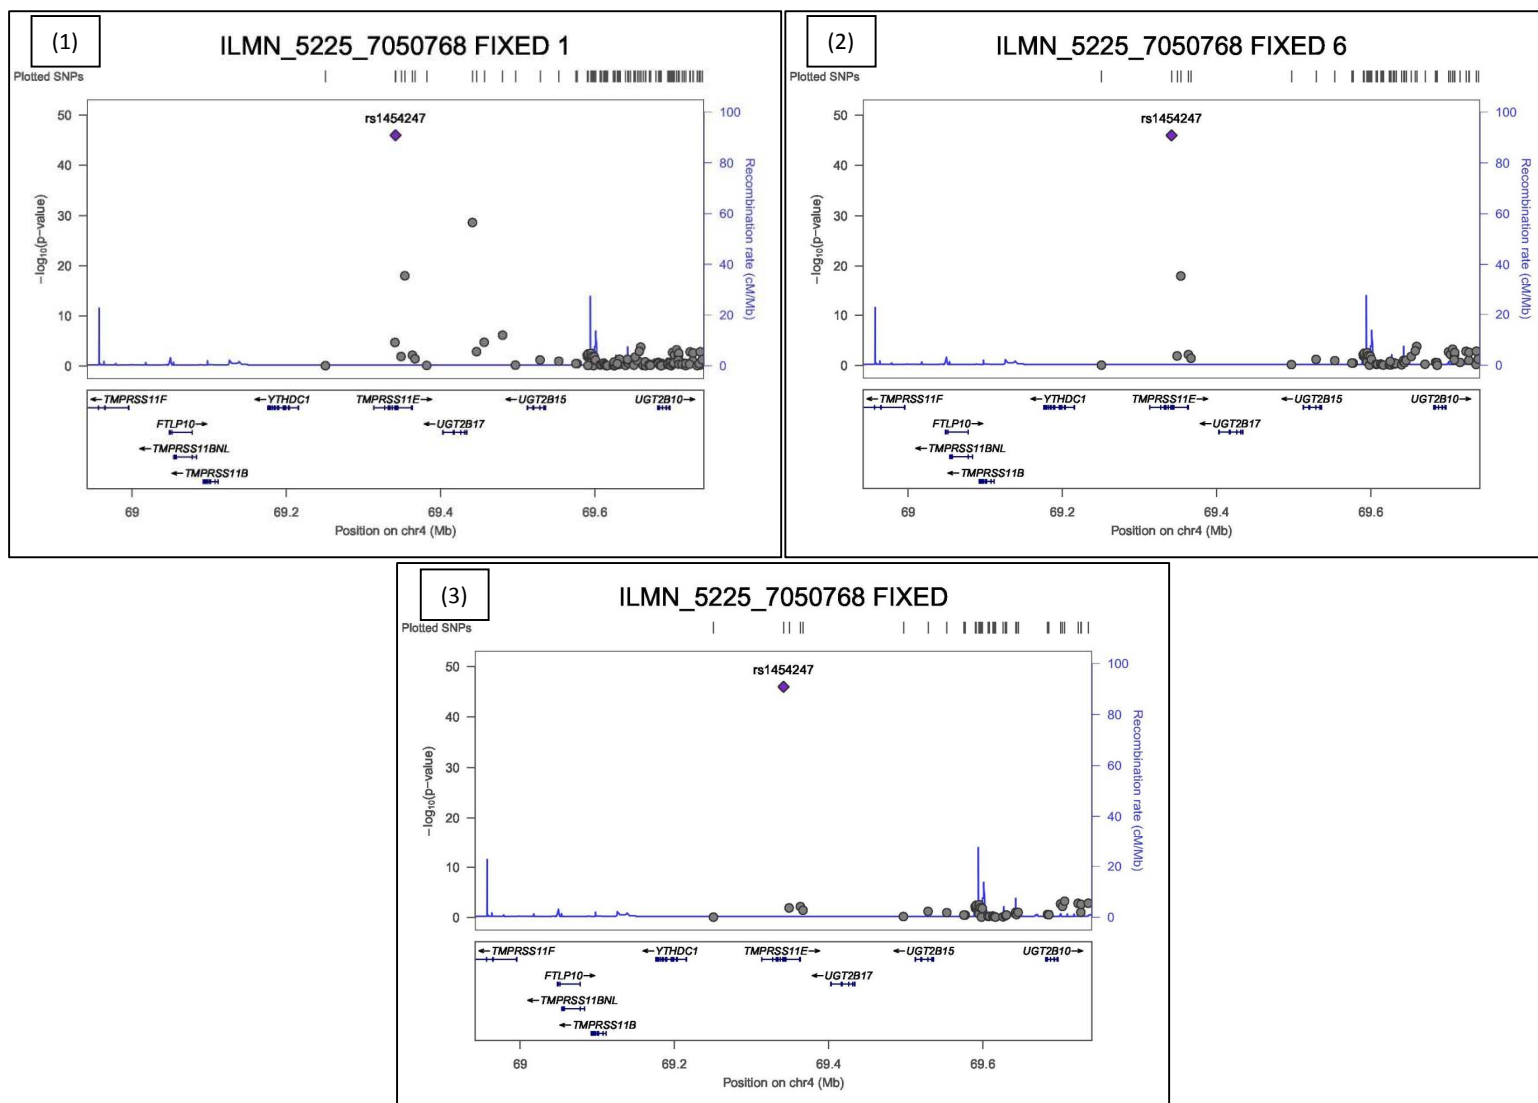 (1)
ILMN_5225_7050768 FIXED 1
Plotted SNPs
rs1454247
50
40
30
20
10
0
−log10(p−value)
100
80
60
40
20
0
Recombination rate (cM/Mb)
←TMPRSS11F ←YTHDC1 TMPRSS11E→ ←UGT2B15 UGT2B10→
FTLP10→ ←UGT2B17
←TMPRSS11BNL
←TMPRSS11B
69 69.2 69.4 69.6
Position on chr4 (Mb)
(2)
ILMN_5225_7050768 FIXED 6
Plotted SNPs
rs1454247
50
40
30
20
10
0
−log10(p−value)
100
80
60
40
20
0
Recombination rate (cM/Mb)
←TMPRSS11F ←YTHDC1 TMPRSS11E→ ←UGT2B15 UGT2B10→
FTLP10→ ←UGT2B17
←TMPRSS11BNL
←TMPRSS11B
69 69.2 69.4 69.6
Position on chr4 (Mb)
(3)
ILMN_5225_7050768 FIXED
Plotted SNPs
rs1454247
50
40
30
20
10
0
−log10(p−value)
100
80
60
40
20
0
Recombination rate (cM/Mb)
←TMPRSS11F ←YTHDC1 TMPRSS11E→ ←UGT2B15 UGT2B10→
FTLP10→ ←UGT2B17
←TMPRSS11BNL
←TMPRSS11B
69 69.2 69.4 69.6
Position on chr4 (Mb)